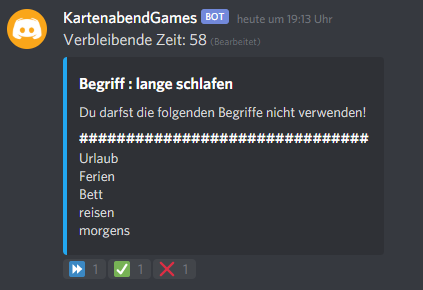 KartenabendGames BOT heute um 19:13 Uhr
Verbleibende Zeit: 58 (Bearbeitet)
Begriff : lange schlafen
Du darfst die folgenden Begriffe nicht verwenden!
################################
Urlaub
Ferien
Bett
reisen
morgens
1 1 1